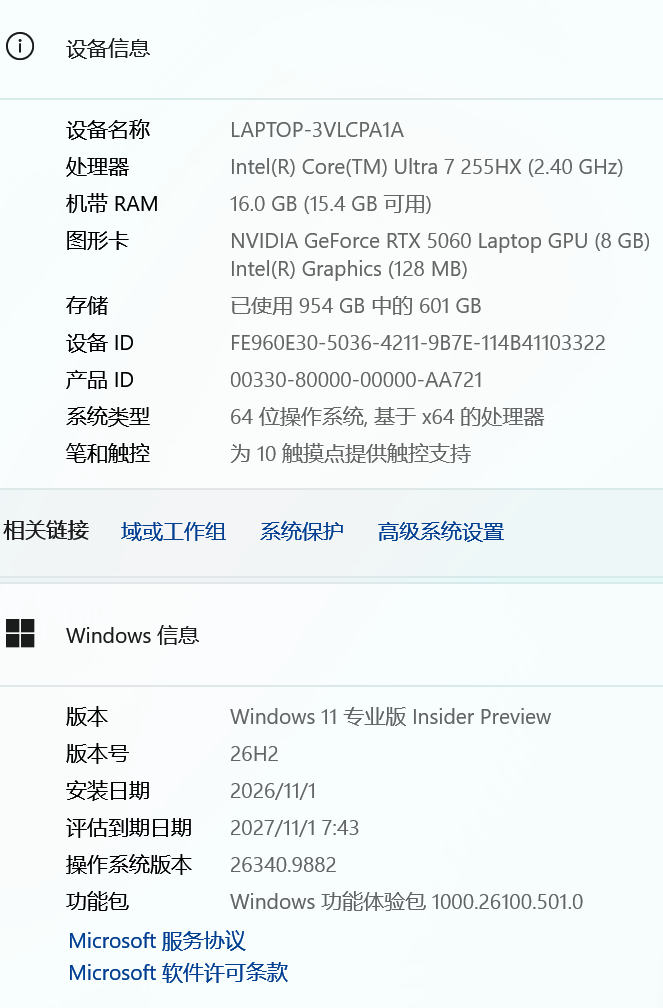 设备信息
设备名称 LAPTOP-3VLCPA1A
处理器 Intel(R) Core(TM) Ultra 7 255HX (2.40 GHz)
机带 RAM 16.0 GB (15.4 GB 可用)
图形卡 NVIDIA GeForce RTX 5060 Laptop GPU (8 GB)
Intel(R) Graphics (128 MB)
存储 已使用 954 GB 中的 601 GB
设备 ID FE960E30-5036-4211-9B7E-114B41103322
产品 ID 00330-80000-00000-AA721
系统类型 64 位操作系统, 基于 x64 的处理器
笔和触控 为 10 触摸点提供触控支持
相关链接 域或工作组 系统保护 高级系统设置
Windows 信息
版本 Windows 11 专业版 Insider Preview
版本号 26H2
安装日期 2026/11/1
评估到期日期 2027/11/1 7:43
操作系统版本 26340.9882
功能包 Windows 功能体验包 1000.26100.501.0
Microsoft 服务协议
Microsoft 软件许可条款